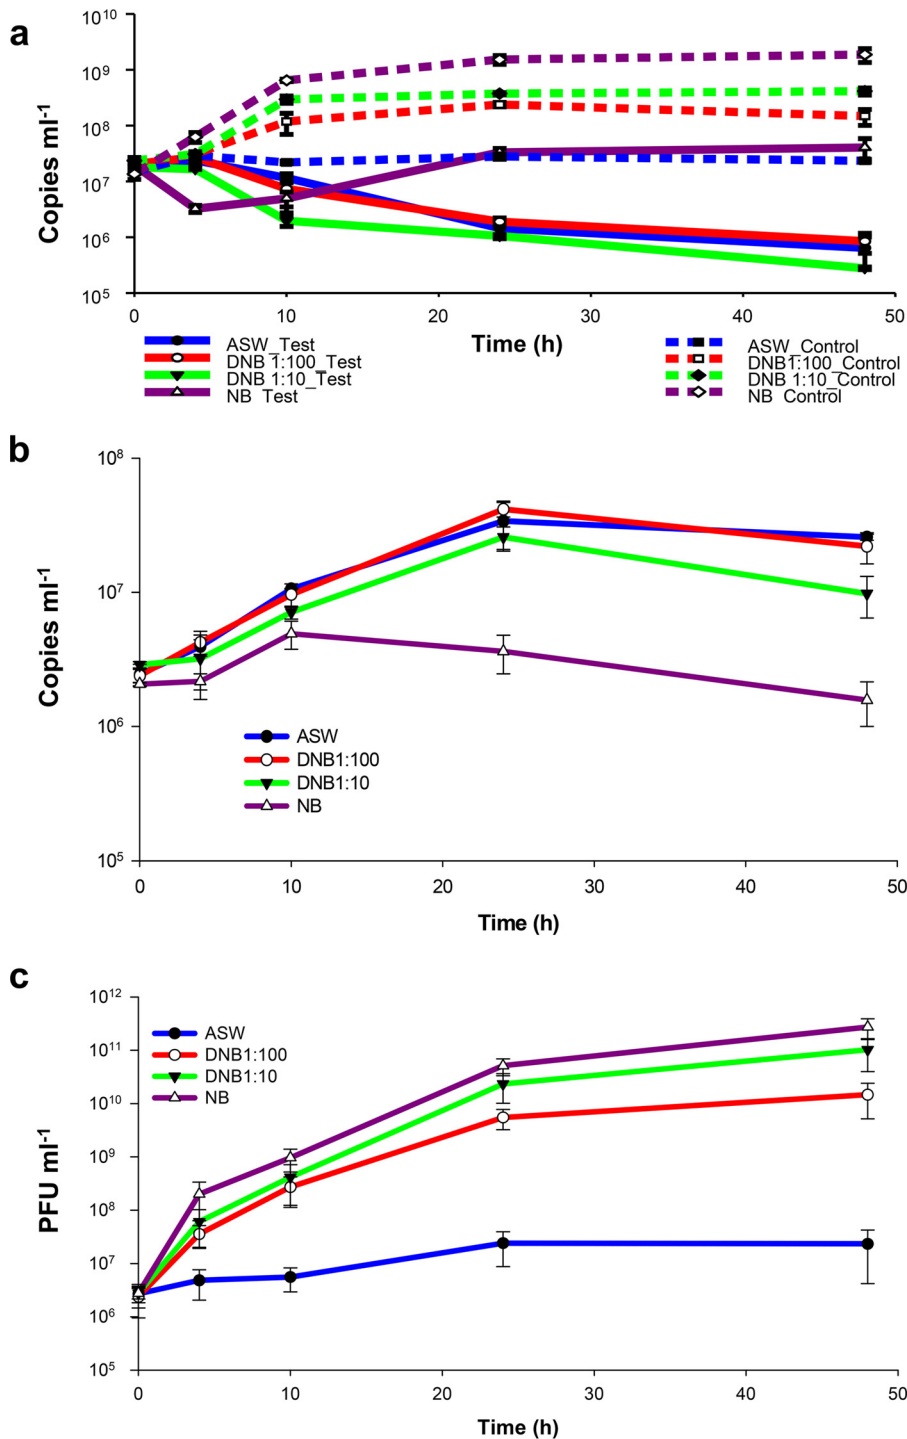 a
10^10
10^9
10^8
10^7
10^6
10^5
Copies ml^-1
0 10 20 30 40 50
Time (h)
ASW_Test
DNB 1:100_Test
DNB 1:10_Test
NB_Test
ASW_Control
DNB1:100_Control
DNB 1:10_Control
NB_Control
b
10^8
10^7
10^6
10^5
Copies ml^-1
ASW
DNB1:100
DNB1:10
NB
0 10 20 30 40 50
Time (h)
c
10^12
10^11
10^10
10^9
10^8
10^7
10^6
10^5
PFU ml^-1
ASW
DNB1:100
DNB1:10
NB
0 10 20 30 40 50
Time (h)